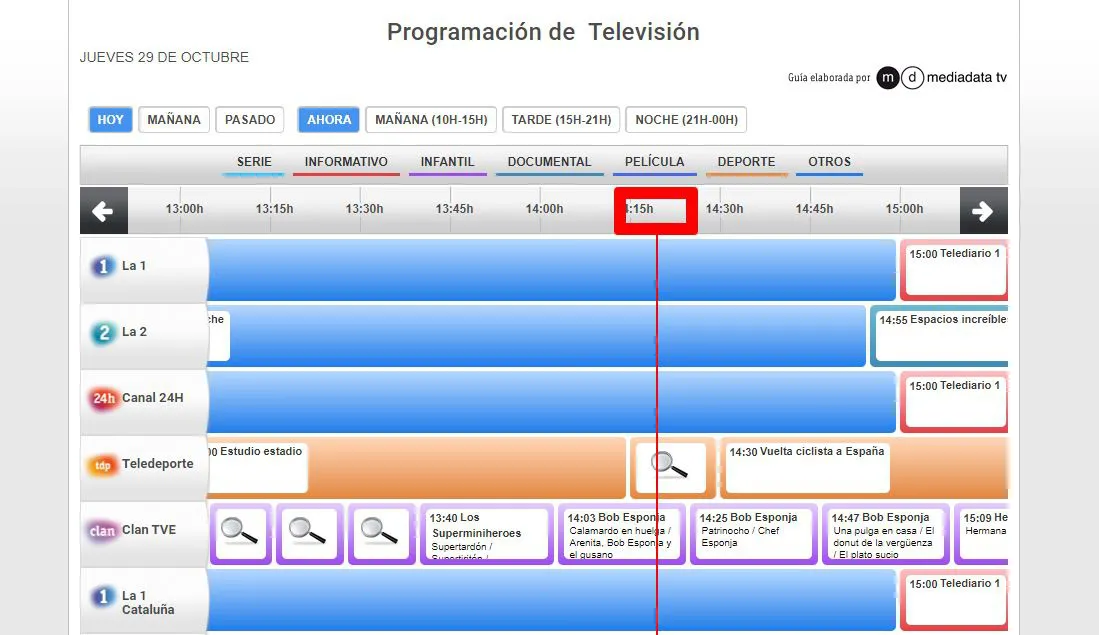 Programación de Televisión
JUEVES 29 DE OCTUBRE
Guía elaborada por m d mediadata tv
HOY MAÑANA PASADO AHORA MAÑANA (10H-15H) TARDE (15H-21H) NOCHE (21H-00H)
SERIE INFORMATIVO INFANTIL DOCUMENTAL PELÍCULA DEPORTE OTROS
13:00h 13:15h 13:30h 13:45h 14:00h 4:15h 14:30h 14:45h 15:00h
1 La 1
15:00 Telediario 1
2 La 2
che
14:55 Espacios increíble
24h Canal 24H
15:00 Telediario 1
tdp Teledeporte
00 Estudio estadio
14:30 Vuelta ciclista a España
clan Clan TVE
13:40 Los
Superminiheroes
Supertardón /
Supertiritón /
14:03 Bob Esponja
Calamardo en huelga /
Arenita, Bob Esponja y
el gusano
14:25 Bob Esponja
Patrinocho / Chef
Esponja
14:47 Bob Esponja
Una pulga en casa / El
donut de la vergüenza
/ El plato sucio
15:09 He
Hermana
1 La 1
Cataluña
15:00 Telediario 1